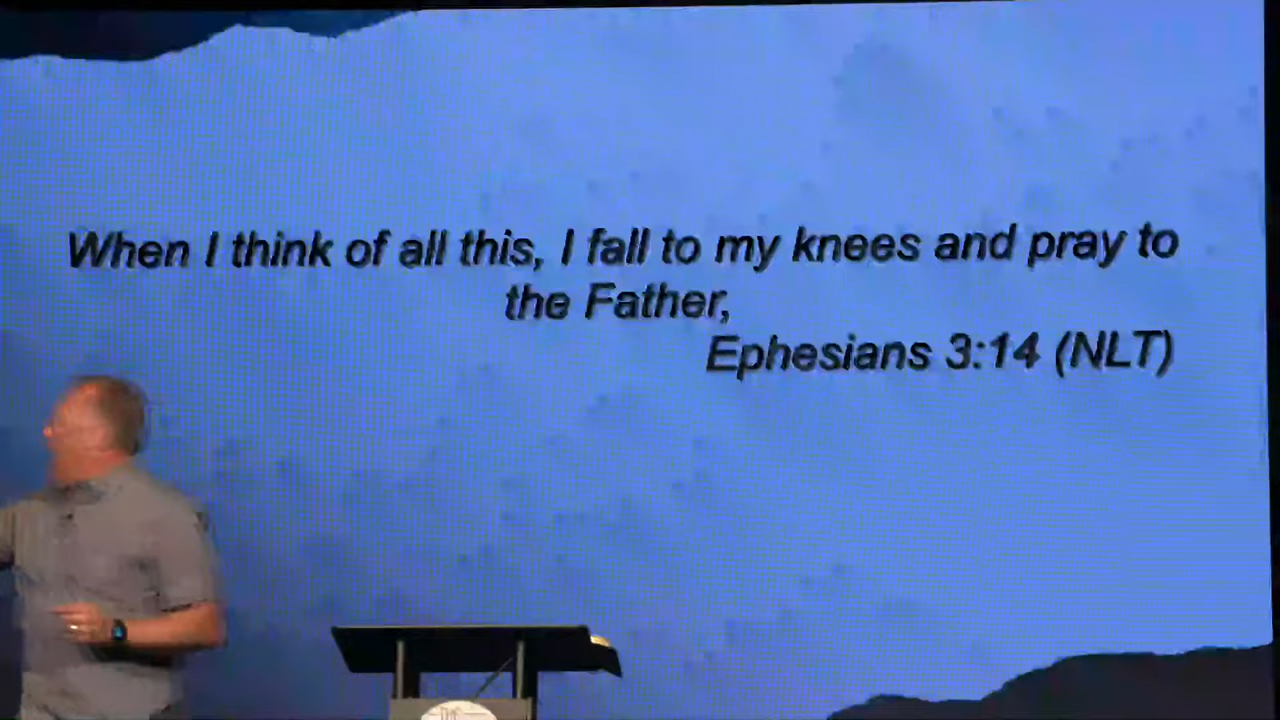 When I think of all this, I fall to my knees and pray to
the Father,
Ephesians 3:14 (NLT)